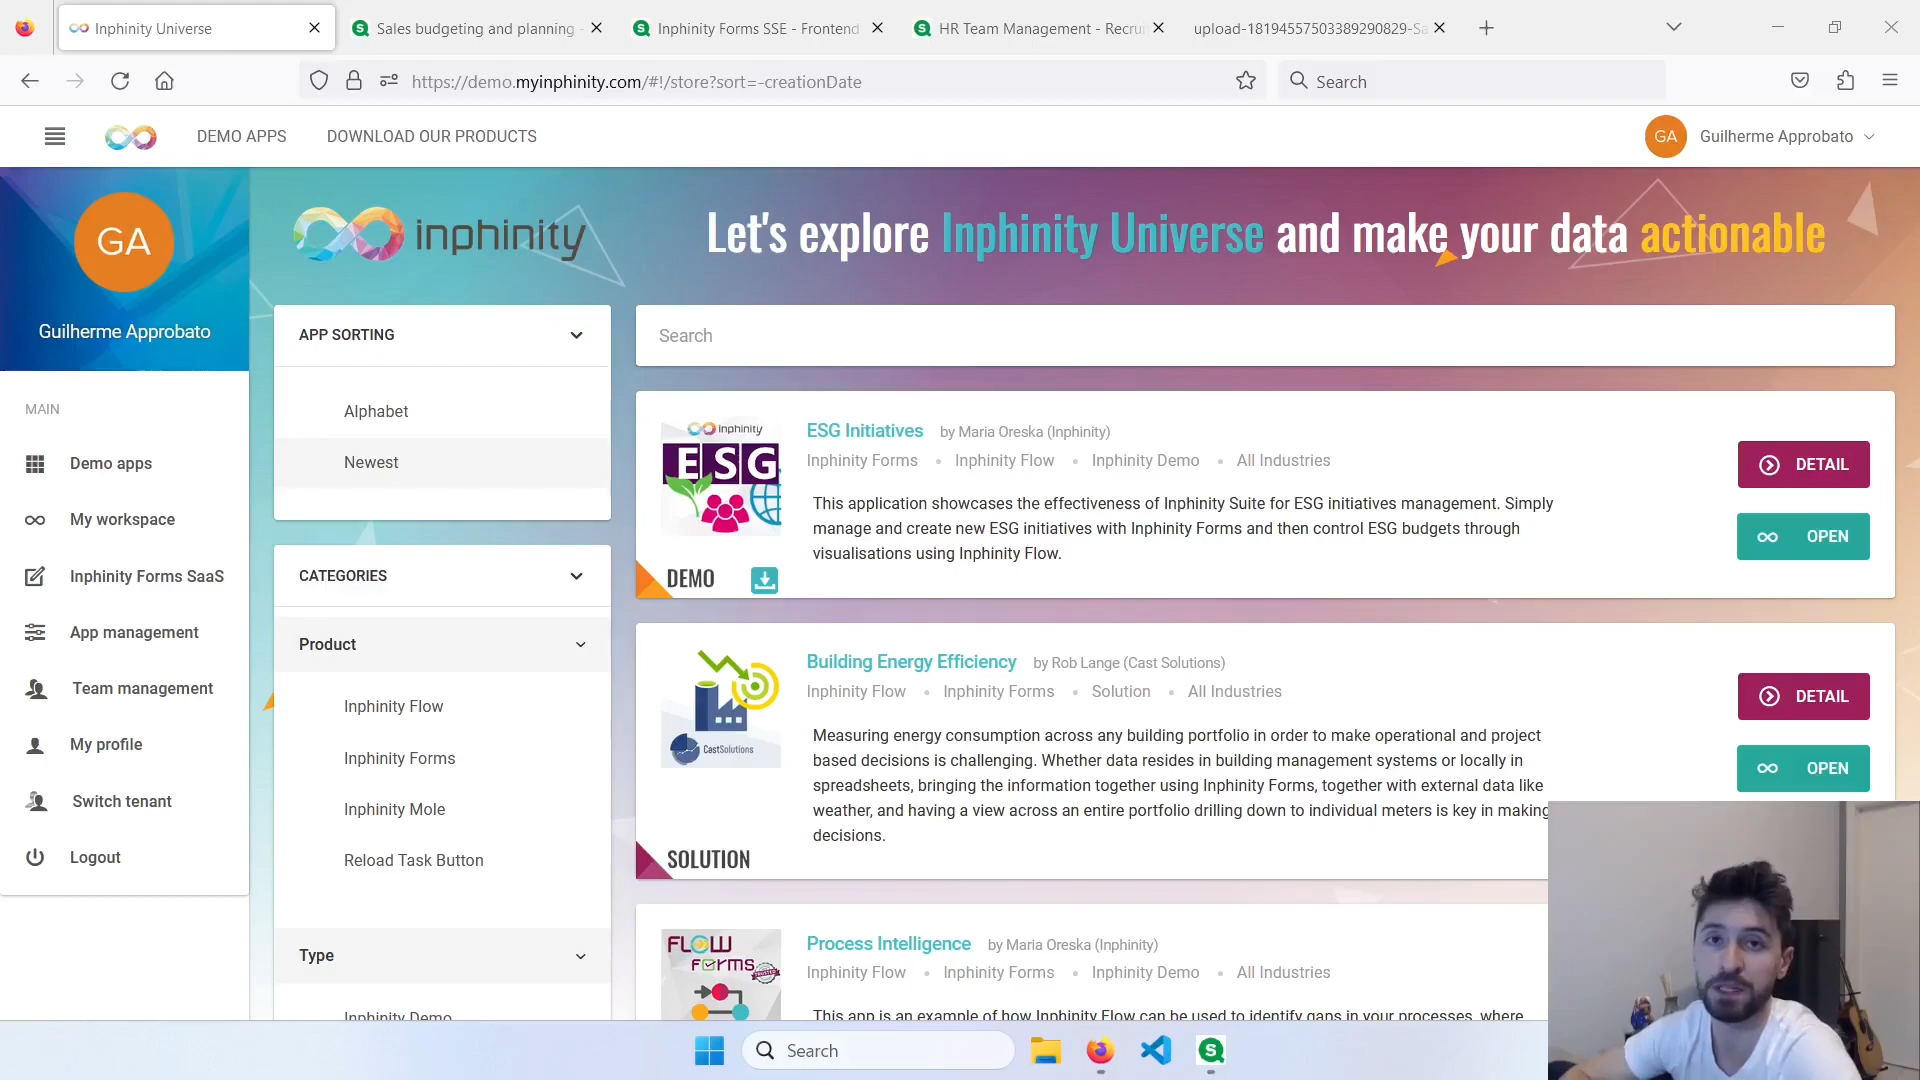 Inphinity Universe
Sales budgeting and planning -
Inphinity Forms SSE - Frontend
HR Team Management - Recru
upload-18194557503389290829-Sa
https://demo.myinphinity.com/#!/store?sort=-creationDate
Search
DEMO APPS
DOWNLOAD OUR PRODUCTS
GA
Guilherme Approbato
GA
Guilherme Approbato
MAIN
Demo apps
My workspace
Inphinity Forms SaaS
App management
Team management
My profile
Switch tenant
Logout
inphinity
Let's explore Inphinity Universe and make your data actionable
APP SORTING
Alphabet
Newest
CATEGORIES
Product
Inphinity Flow
Inphinity Forms
Inphinity Mole
Reload Task Button
Type
Inphinity Demo
Search
inphinity
ESG
DEMO
ESG Initiatives by Maria Oreska (Inphinity)
Inphinity Forms • Inphinity Flow • Inphinity Demo • All Industries
This application showcases the effectiveness of Inphinity Suite for ESG initiatives management. Simply
manage and create new ESG initiatives with Inphinity Forms and then control ESG budgets through
visualisations using Inphinity Flow.
DETAIL
OPEN
CastSolutions
SOLUTION
Building Energy Efficiency by Rob Lange (Cast Solutions)
Inphinity Flow • Inphinity Forms • Solution • All Industries
Measuring energy consumption across any building portfolio in order to make operational and project
based decisions is challenging. Whether data resides in building management systems or locally in
spreadsheets, bringing the information together using Inphinity Forms, together with external data like
weather, and having a view across an entire portfolio drilling down to individual meters is key in making
decisions.
DETAIL
OPEN
FLOW
FORMS
Process Intelligence by Maria Oreska (Inphinity)
Inphinity Flow • Inphinity Forms • Inphinity Demo • All Industries
This app is an example of how Inphinity Flow can be used to identify gaps in your processes, where
Search